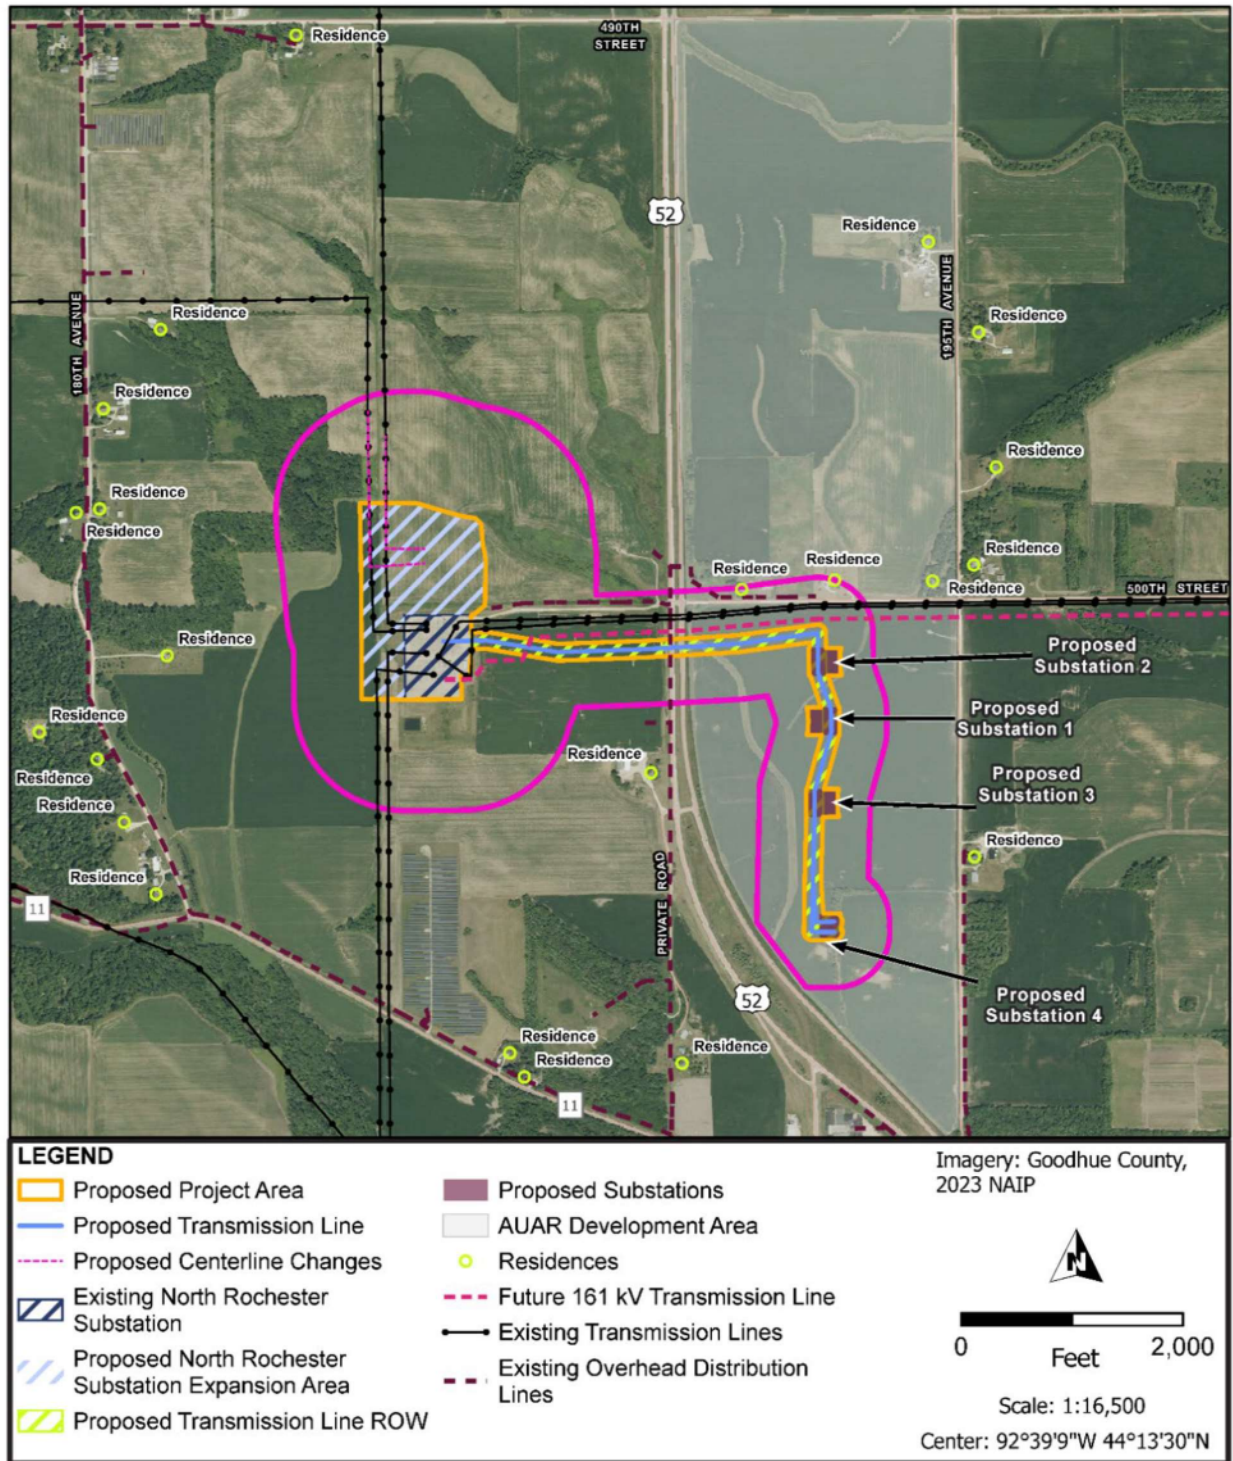 490TH
STREET
Residence
52
Residence
195TH AVENUE
Residence
180TH AVENUE
Residence
Residence
Residence
Residence
Residence
Residence
Residence
Residence
Residence
500TH STREET
Residence
Proposed
Substation 2
Proposed
Substation 1
Residence
Residence
Residence
Proposed
Substation 3
Residence
Residence
Residence
PRIVATE ROAD
11
52
Proposed
Substation 4
Residence
Residence
Residence
11
LEGEND
Proposed Project Area
Proposed Transmission Line
Proposed Centerline Changes
Existing North Rochester
Substation
Proposed North Rochester
Substation Expansion Area
Proposed Transmission Line ROW
Proposed Substations
AUAR Development Area
Residences
Future 161 kV Transmission Line
Existing Transmission Lines
Existing Overhead Distribution
Lines
Imagery: Goodhue County,
2023 NAIP
N
0 2,000
Feet
Scale: 1:16,500
Center: 92°39'9"W 44°13'30"N